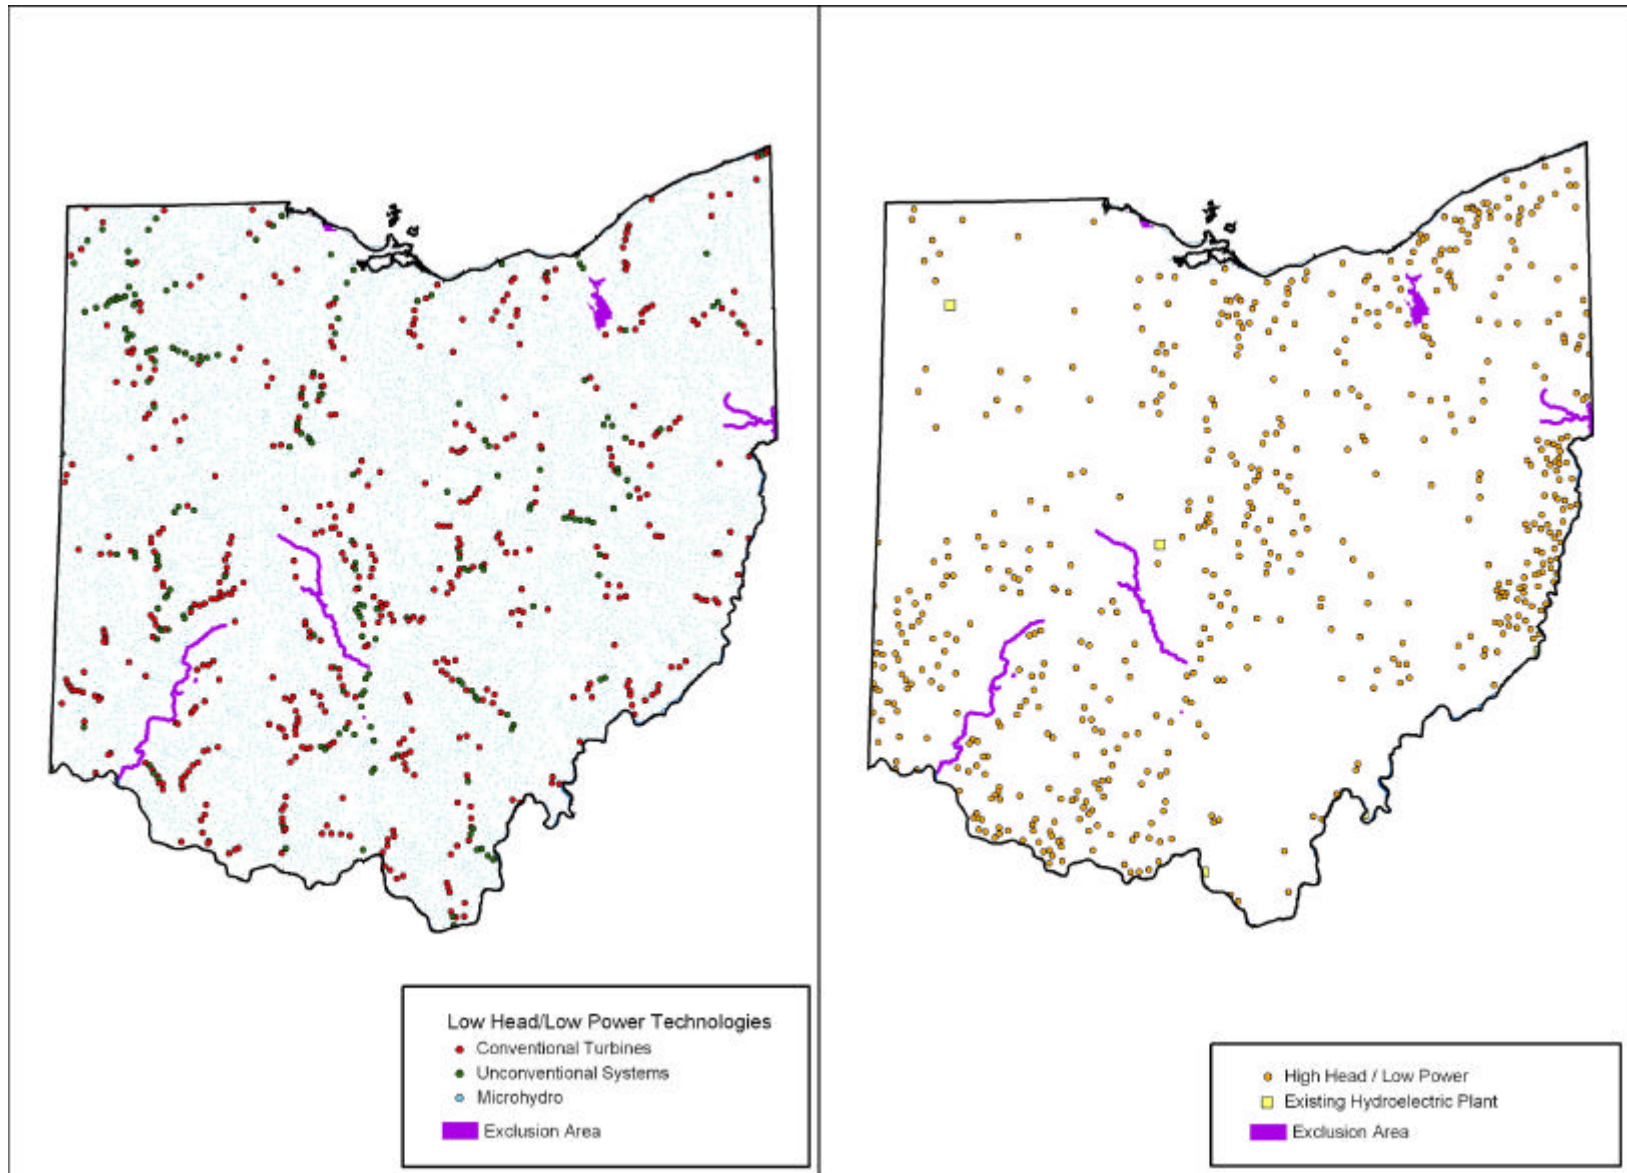 Low Head/Low Power Technologies
Conventional Turbines
Unconventional Systems
Microhydro
Exclusion Area
High Head / Low Power
Existing Hydroelectric Plant
Exclusion Area